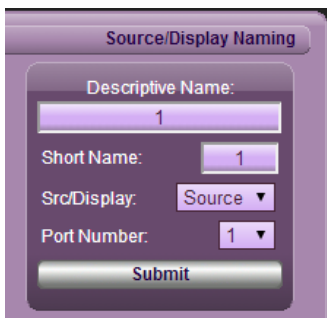 Source/Display Naming
Descriptive Name:
1
Short Name: 1
Src/Display: Source
Port Number: 1
Submit